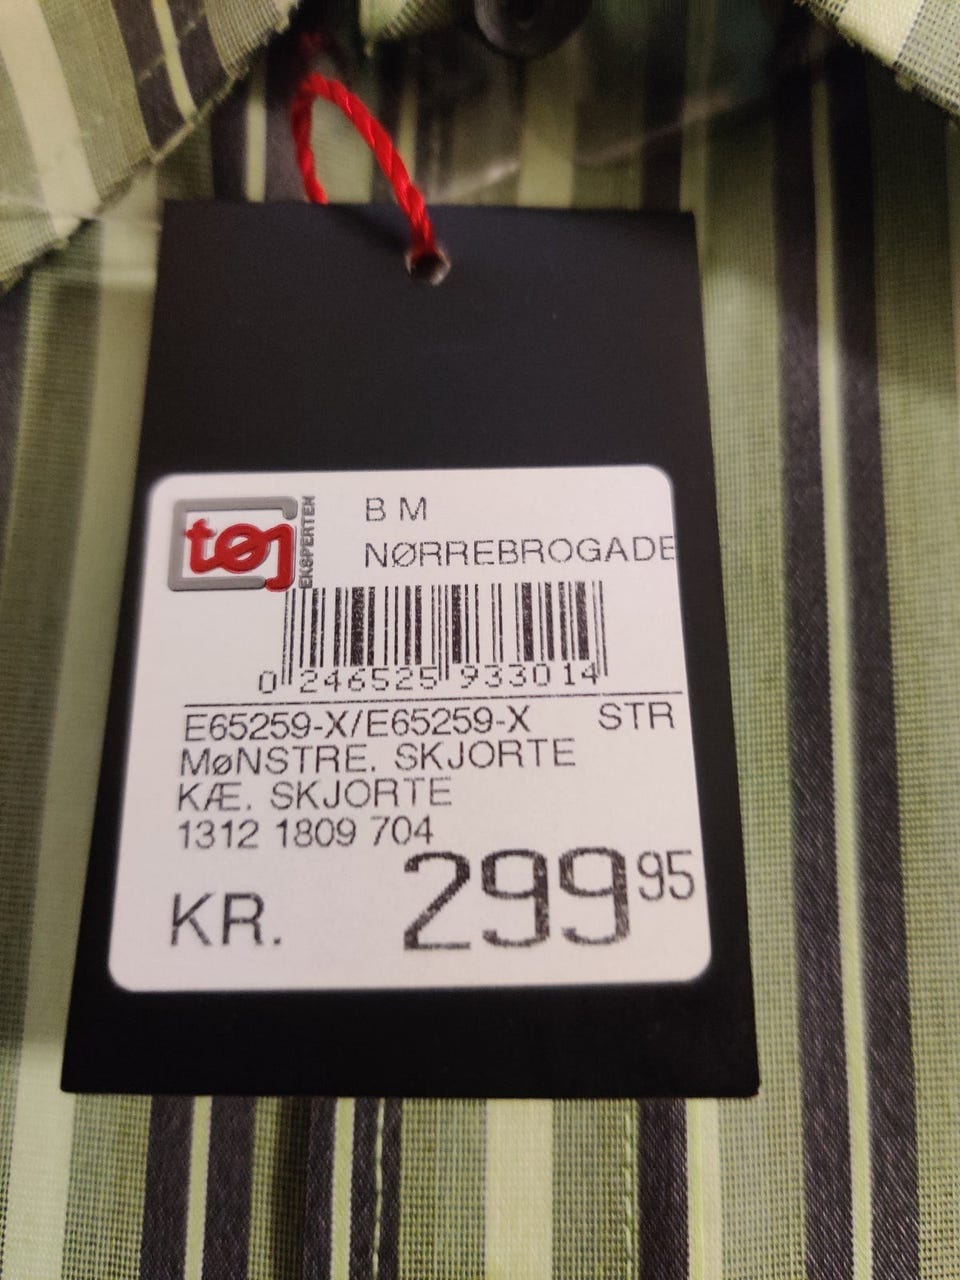 tøj
EKSPERTEN
B M
NØRREBROGADE
0 246525 933014
E65259-X/E65259-X STR
MøNSTRE. SKJORTE
KÆ. SKJORTE
1312 1809 704
KR. 299 95